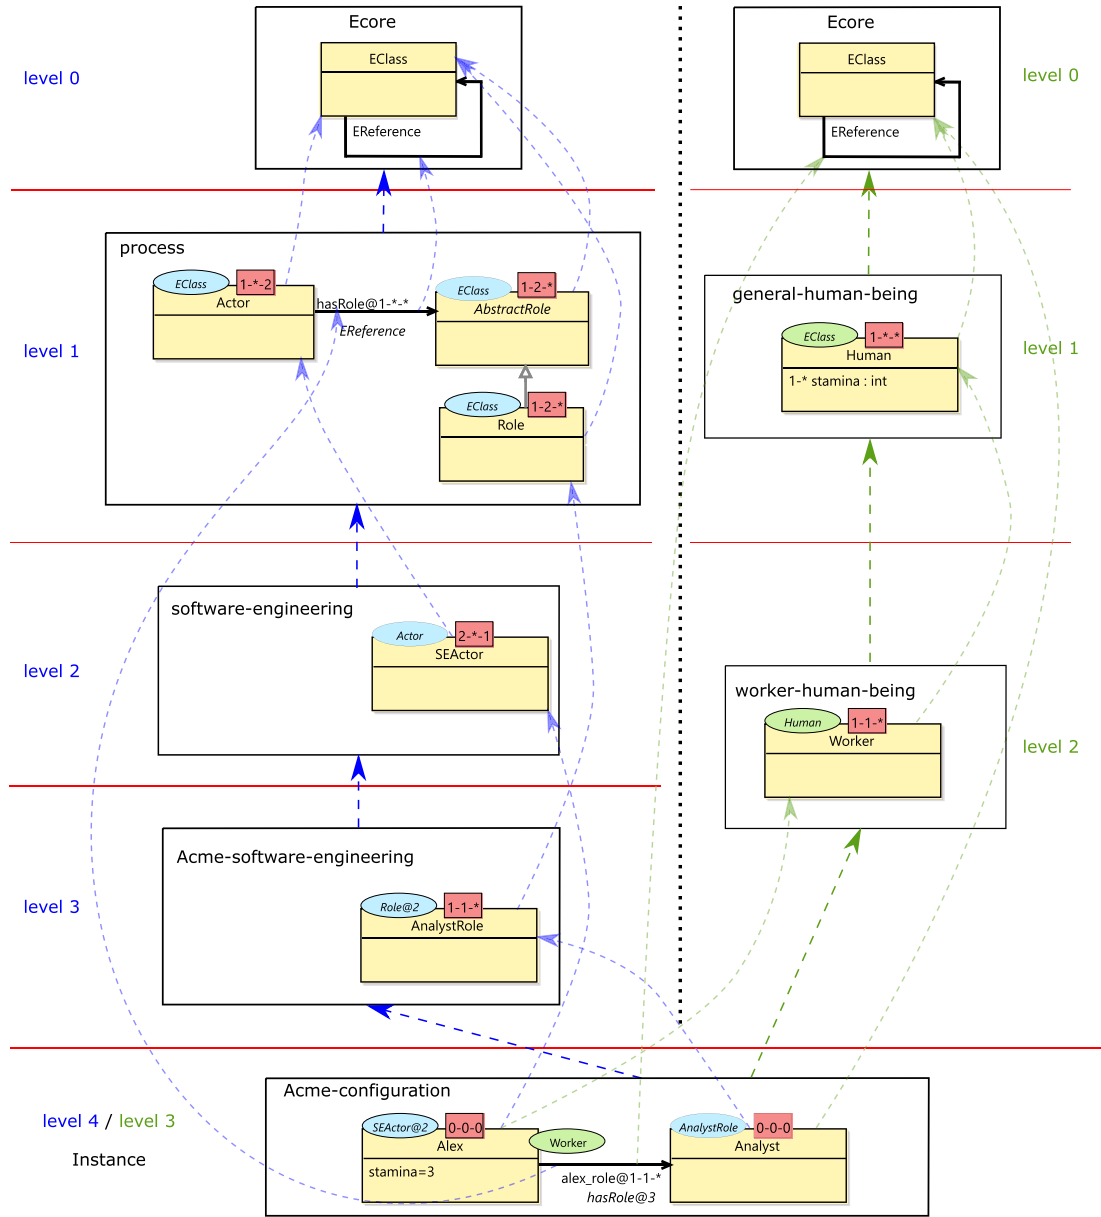 Ecore
EClass
level 0
EReference
Ecore
EClass
level 0
EReference
process
EClass
1-*-2
Actor
hasRole@1-*-*
EReference
EClass
1-2-*
AbstractRole
level 1
EClass
1-2-*
Role
general-human-being
EClass
1-*-*
Human
1-* stamina : int
level 1
software-engineering
Actor
2-*-1
SEActor
level 2
worker-human-being
Human
1-1-*
Worker
level 2
Acme-software-engineering
Role@2
1-1-*
AnalystRole
level 3
Acme-configuration
level 4 / level 3
Instance
SEActor@2
0-0-0
Alex
stamina=3
Worker
alex_role@1-1-*
hasRole@3
AnalystRole
0-0-0
Analyst